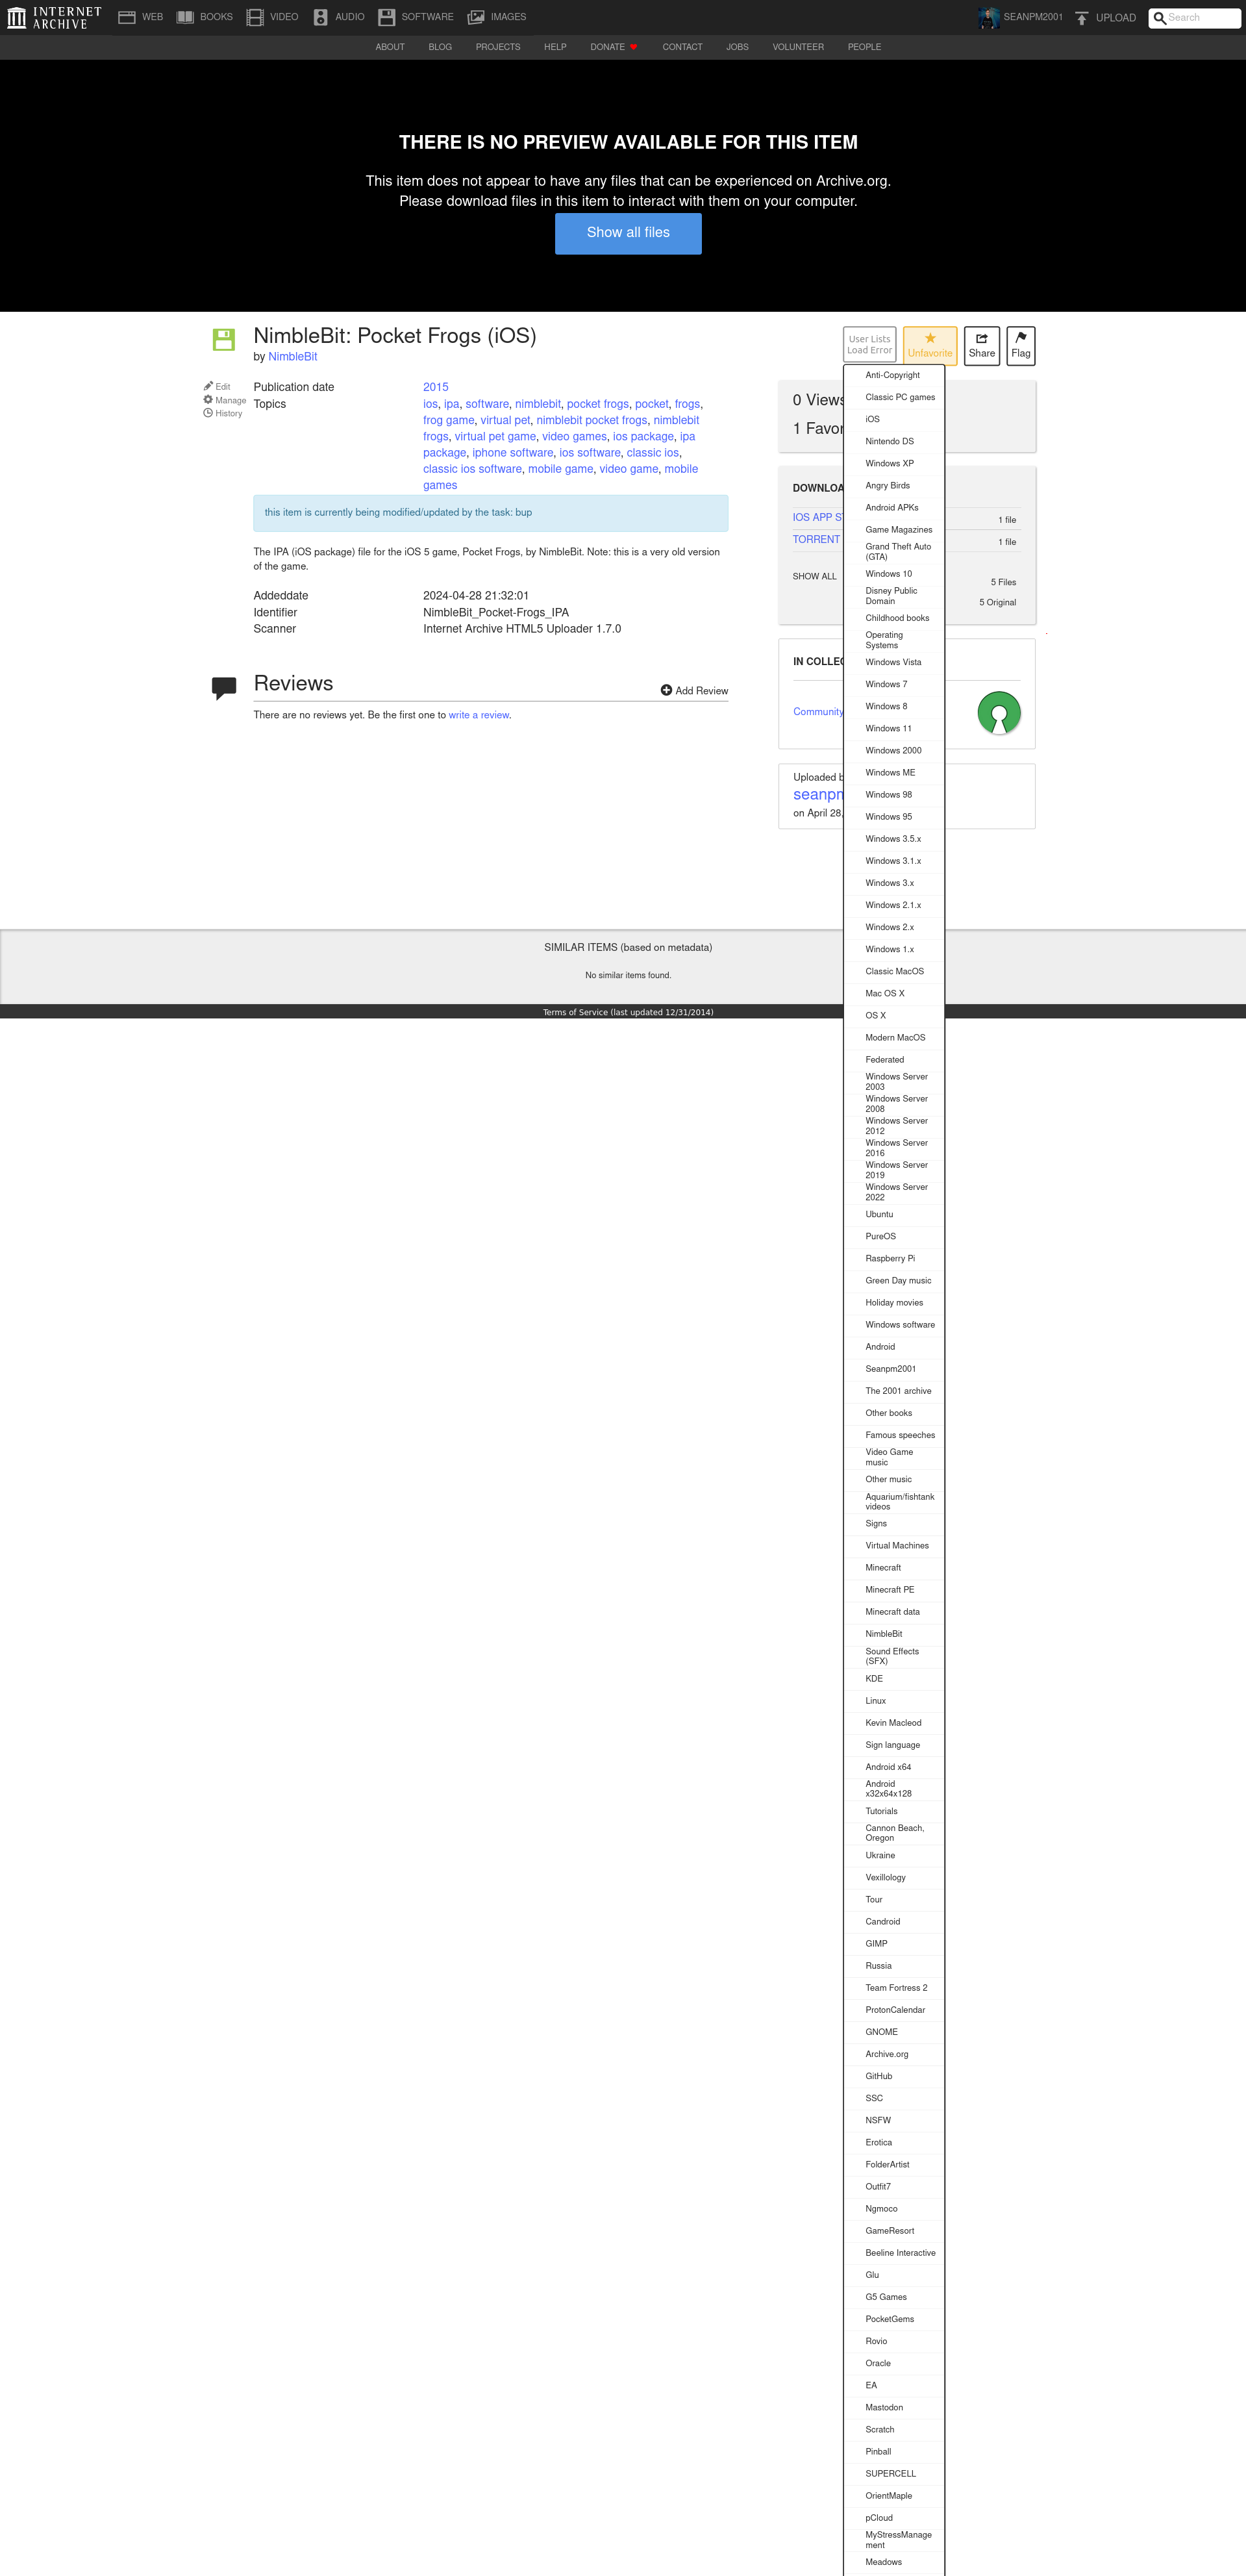 INTERNET
ARCHIVE
WEB
BOOKS
VIDEO
AUDIO
SOFTWARE
IMAGES
SEANPM2001
UPLOAD
Search
ABOUT
BLOG
PROJECTS
HELP
DONATE
CONTACT
JOBS
VOLUNTEER
PEOPLE
THERE IS NO PREVIEW AVAILABLE FOR THIS ITEM
This item does not appear to have any files that can be experienced on Archive.org.
Please download files in this item to interact with them on your computer.
Show all files
NimbleBit: Pocket Frogs (iOS)
by NimbleBit
Edit
Manage
History
Publication date 2015
Topics ios, ipa, software, nimblebit, pocket frogs, pocket, frogs,
frog game, virtual pet, nimblebit pocket frogs, nimblebit
frogs, virtual pet game, video games, ios package, ipa
package, iphone software, ios software, classic ios,
classic ios software, mobile game, video game, mobile
games
this item is currently being modified/updated by the task: bup
The IPA (iOS package) file for the iOS 5 game, Pocket Frogs, by NimbleBit. Note: this is a very old version
of the game.
Addeddate 2024-04-28 21:32:01
Identifier NimbleBit_Pocket-Frogs_IPA
Scanner Internet Archive HTML5 Uploader 1.7.0
Reviews
Add Review
There are no reviews yet. Be the first one to write a review.
User Lists
Load Error
Unfavorite
Share
Flag
0 Views
1 Favor
DOWNLOA
IOS APP ST
1 file
TORRENT
1 file
SHOW ALL
5 Files
5 Original
IN COLLEC
Community
Uploaded b
seanpm
on April 28,
Anti-Copyright
Classic PC games
iOS
Nintendo DS
Windows XP
Angry Birds
Android APKs
Game Magazines
Grand Theft Auto
(GTA)
Windows 10
Disney Public
Domain
Childhood books
Operating
Systems
Windows Vista
Windows 7
Windows 8
Windows 11
Windows 2000
Windows ME
Windows 98
Windows 95
Windows 3.5.x
Windows 3.1.x
Windows 3.x
Windows 2.1.x
Windows 2.x
Windows 1.x
Classic MacOS
Mac OS X
OS X
Modern MacOS
Federated
Windows Server
2003
Windows Server
2008
Windows Server
2012
Windows Server
2016
Windows Server
2019
Windows Server
2022
Ubuntu
PureOS
Raspberry Pi
Green Day music
Holiday movies
Windows software
Android
Seanpm2001
The 2001 archive
Other books
Famous speeches
Video Game
music
Other music
Aquarium/fishtank
videos
Signs
Virtual Machines
Minecraft
Minecraft PE
Minecraft data
NimbleBit
Sound Effects
(SFX)
KDE
Linux
Kevin Macleod
Sign language
Android x64
Android
x32x64x128
Tutorials
Cannon Beach,
Oregon
Ukraine
Vexillology
Tour
Candroid
GIMP
Russia
Team Fortress 2
ProtonCalendar
GNOME
Archive.org
GitHub
SSC
NSFW
Erotica
FolderArtist
Outfit7
Ngmoco
GameResort
Beeline Interactive
Glu
G5 Games
PocketGems
Rovio
Oracle
EA
Mastodon
Scratch
Pinball
SUPERCELL
OrientMaple
pCloud
MyStressManage
ment
Meadows
SIMILAR ITEMS (based on metadata)
No similar items found.
Terms of Service (last updated 12/31/2014)